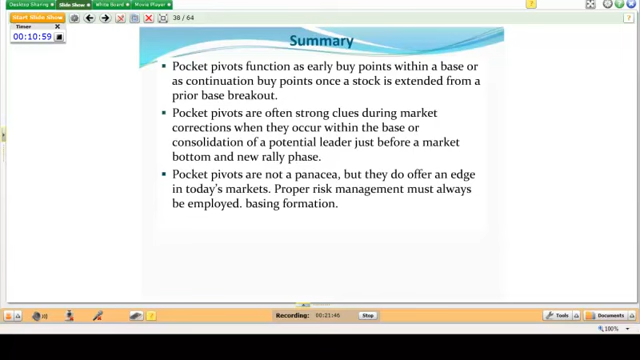 Desktop Sharing
Slide Show
White Board
Movie Player
?
Start Slide Show
38 / 64
Timer
00:10:59
Summary
Pocket pivots function as early buy points within a base or
as continuation buy points once a stock is extended from a
prior base breakout.
Pocket pivots are often strong clues during market
corrections when they occur within the base or
consolidation of a potential leader just before a market
bottom and new rally phase.
Pocket pivots are not a panacea, but they do offer an edge
in today's markets. Proper risk management must always
be employed. basing formation.
? Recording: 00:21:46 Stop Tools Documents
100%